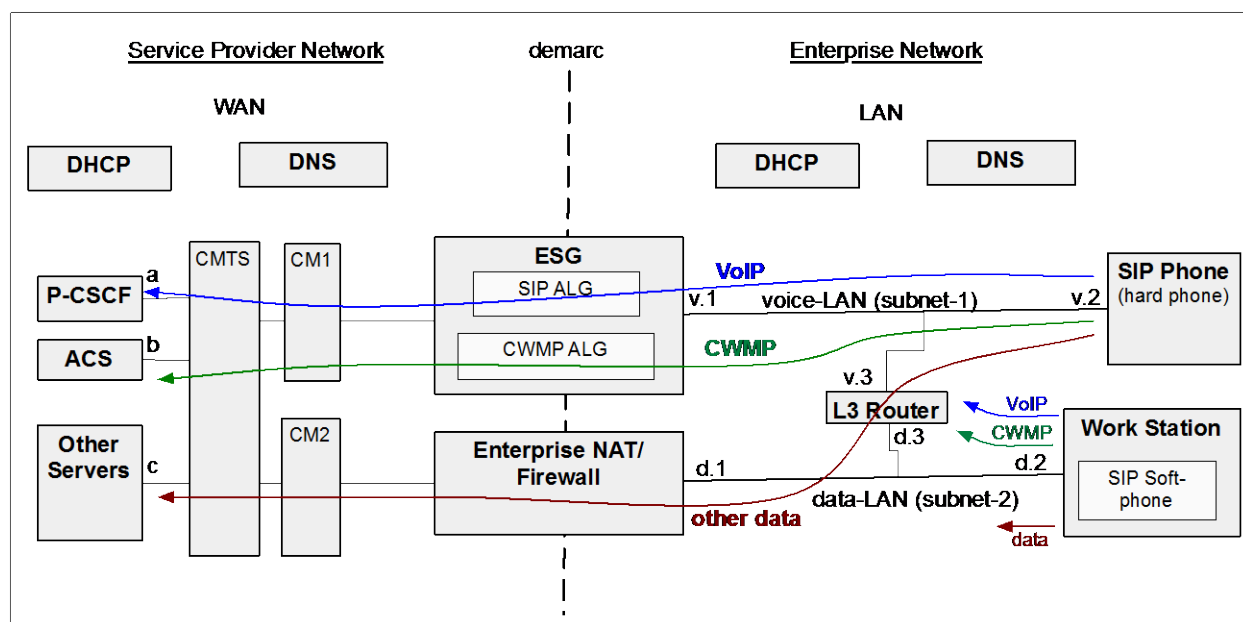 Service Provider Network
demarc
Enterprise Network
WAN
LAN
DHCP
DNS
DHCP
DNS
CMTS
CM1
ESG
SIP ALG
CWMP ALG
P-CSCF
a
ACS
b
VoIP
v.1
voice-LAN (subnet-1)
v.2
SIP Phone
(hard phone)
CWMP
v.3
L3 Router
d.3
VoIP
CWMP
Work Station
SIP Soft-
phone
Other
Servers
c
CM2
Enterprise NAT/
Firewall
d.1
d.2
data-LAN (subnet-2)
other data
data